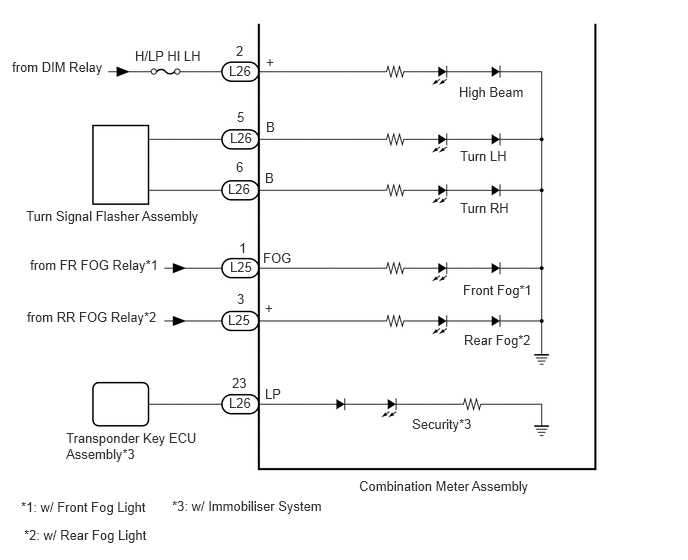 H/LP HI LH
2
from DIM Relay
L26
+
High Beam
5
L26
B
Turn LH
6
L26
B
Turn RH
Turn Signal Flasher Assembly
1
from FR FOG Relay*1
L25
FOG
Front Fog*1
3
from RR FOG Relay*2
L25
+
Rear Fog*2
23
L26
LP
Security*3
Transponder Key ECU
Assembly*3
Combination Meter Assembly
*1: w/ Front Fog Light
*3: w/ Immobiliser System
*2: w/ Rear Fog Light